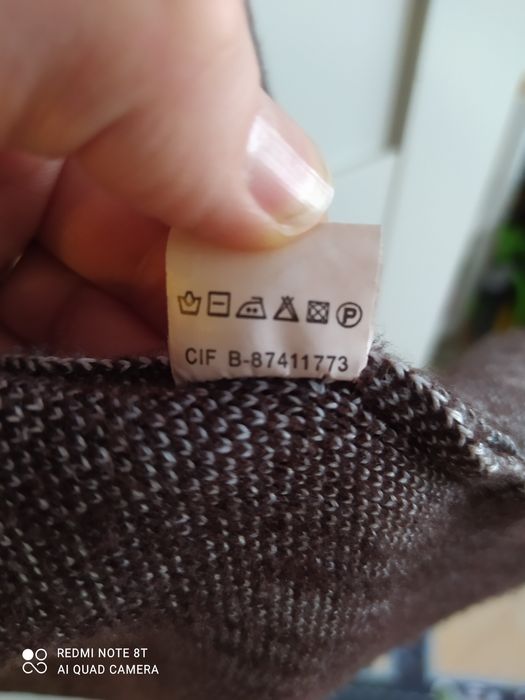 P
CIF B-87411773
REDMI NOTE 8T
AI QUAD CAMERA